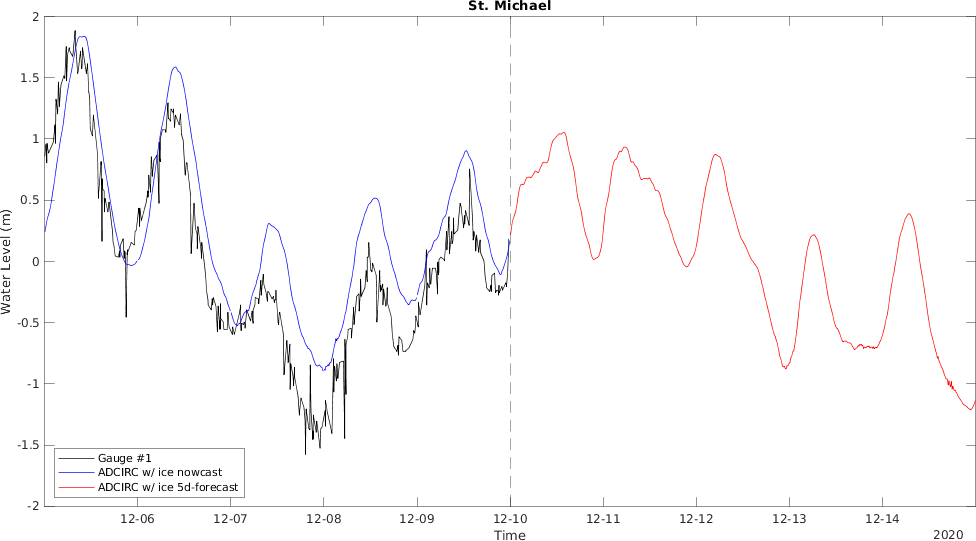 St. Michael
2
1.5
1
0.5
0
-0.5
-1
-1.5
-2
Water Level (m)
Gauge #1
ADCIRC w/ ice nowcast
ADCIRC w/ ice 5d-forecast
12-06 12-07 12-08 12-09 12-10 12-11 12-12 12-13 12-14
Time
2020